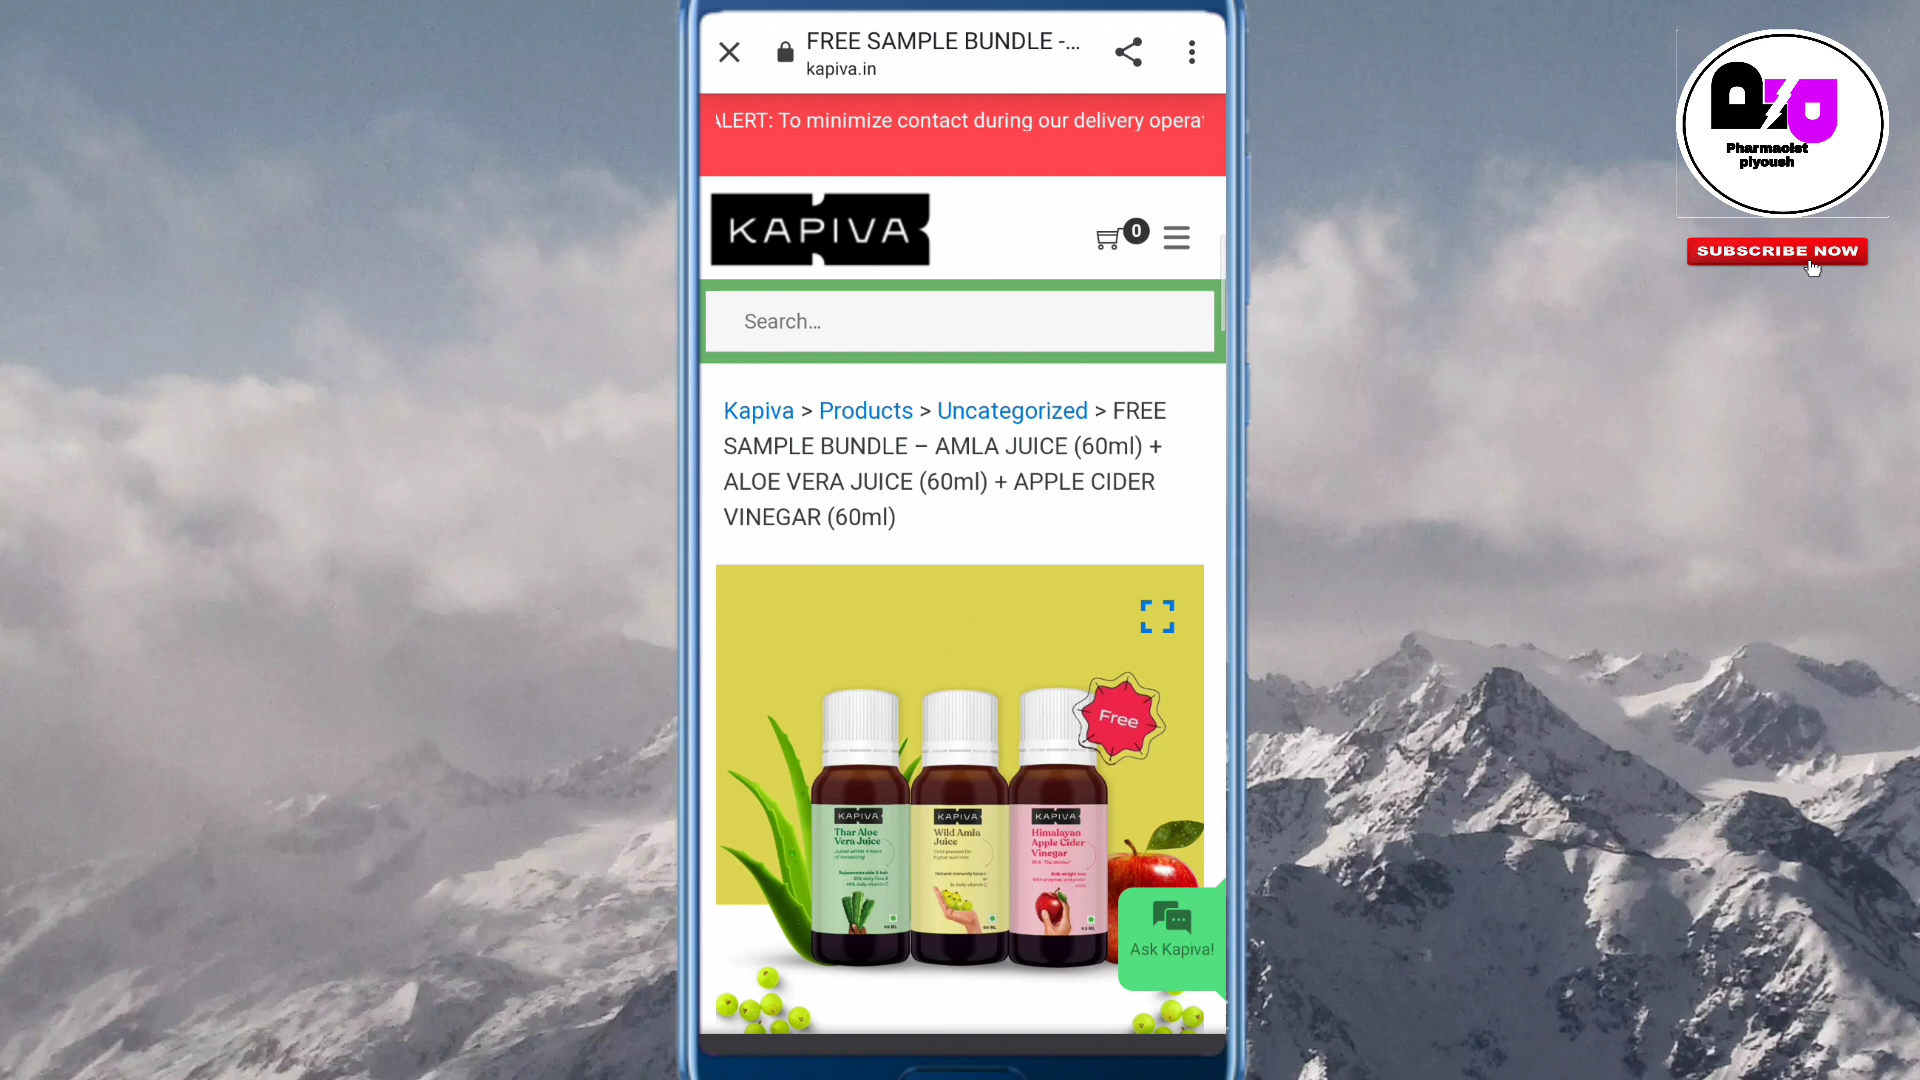 FREE SAMPLE BUNDLE -...
kapiva.in
ALERT: To minimize contact during our delivery opera
KAPIVA
0
Search...
Kapiva > Products > Uncategorized > FREE
SAMPLE BUNDLE – AMLA JUICE (60ml) +
ALOE VERA JUICE (60ml) + APPLE CIDER
VINEGAR (60ml)
Free
KAPIVA
Thar Aloe
Vera Juice
KAPIVA
Wild Amla
Juice
KAPIVA
Himalayan
Apple Cider
Vinegar
Ask Kapiva!
Pharmaoist
piyoush
SUBSCRIBE NOW